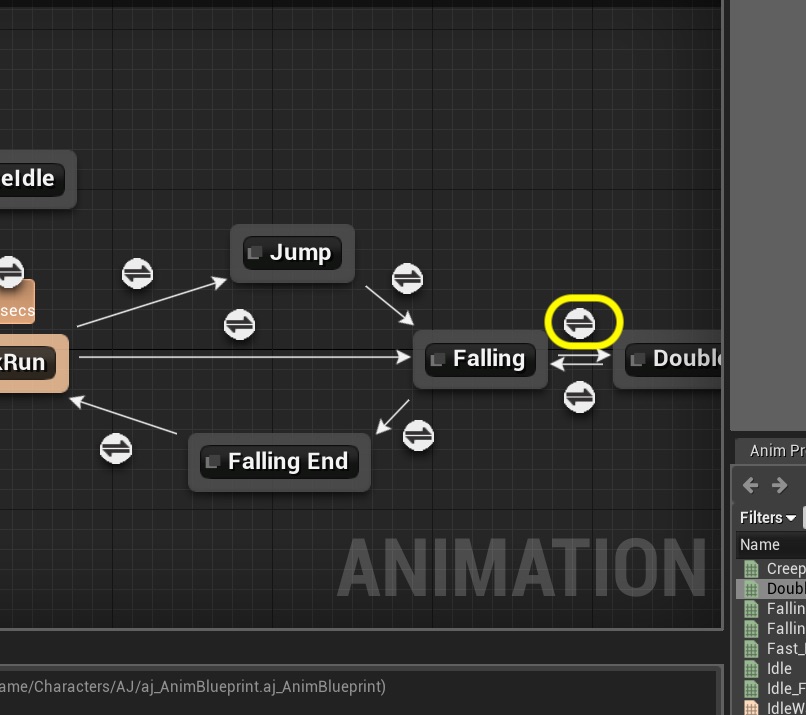 eIdle
Jump
secs
Falling
Double
kRun
Falling End
ANIMATION
Anim Pr
Filters
Name
Creep
Doubl
Fallin
Fallin
Fast_
Idle
Idle_F
IdleW
ame/Characters/AJ/aj_AnimBlueprint.aj_AnimBlueprint)